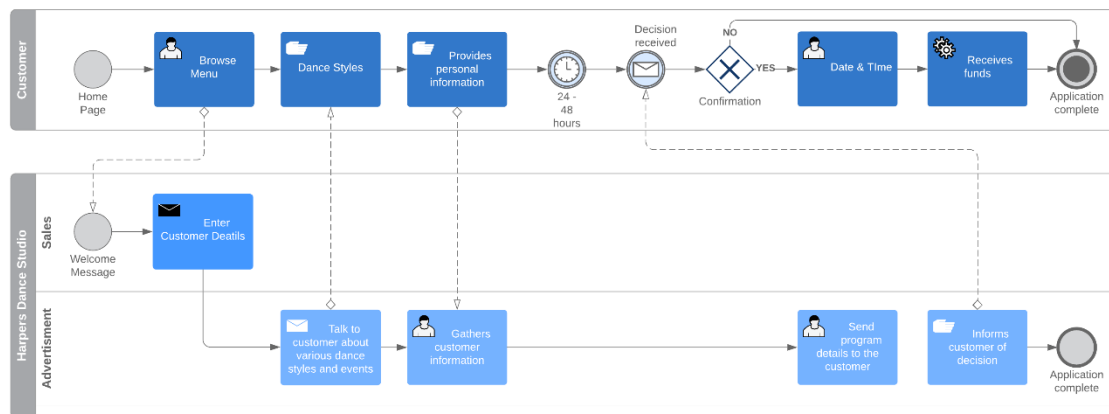 Customer
Home
Page
Browse
Menu
Dance Styles
Provides
personal
information
24 -
48
hours
Decision
received
NO
YES
Confirmation
Date & TIme
Receives
funds
Application
complete
Harpers Dance Studio
Sales
Welcome
Message
Enter
Customer Deatils
Advertisment
Talk to
customer about
various dance
styles and events
Gathers
customer
information
Send
program
details to the
customer
Informs
customer of
decision
Application
complete